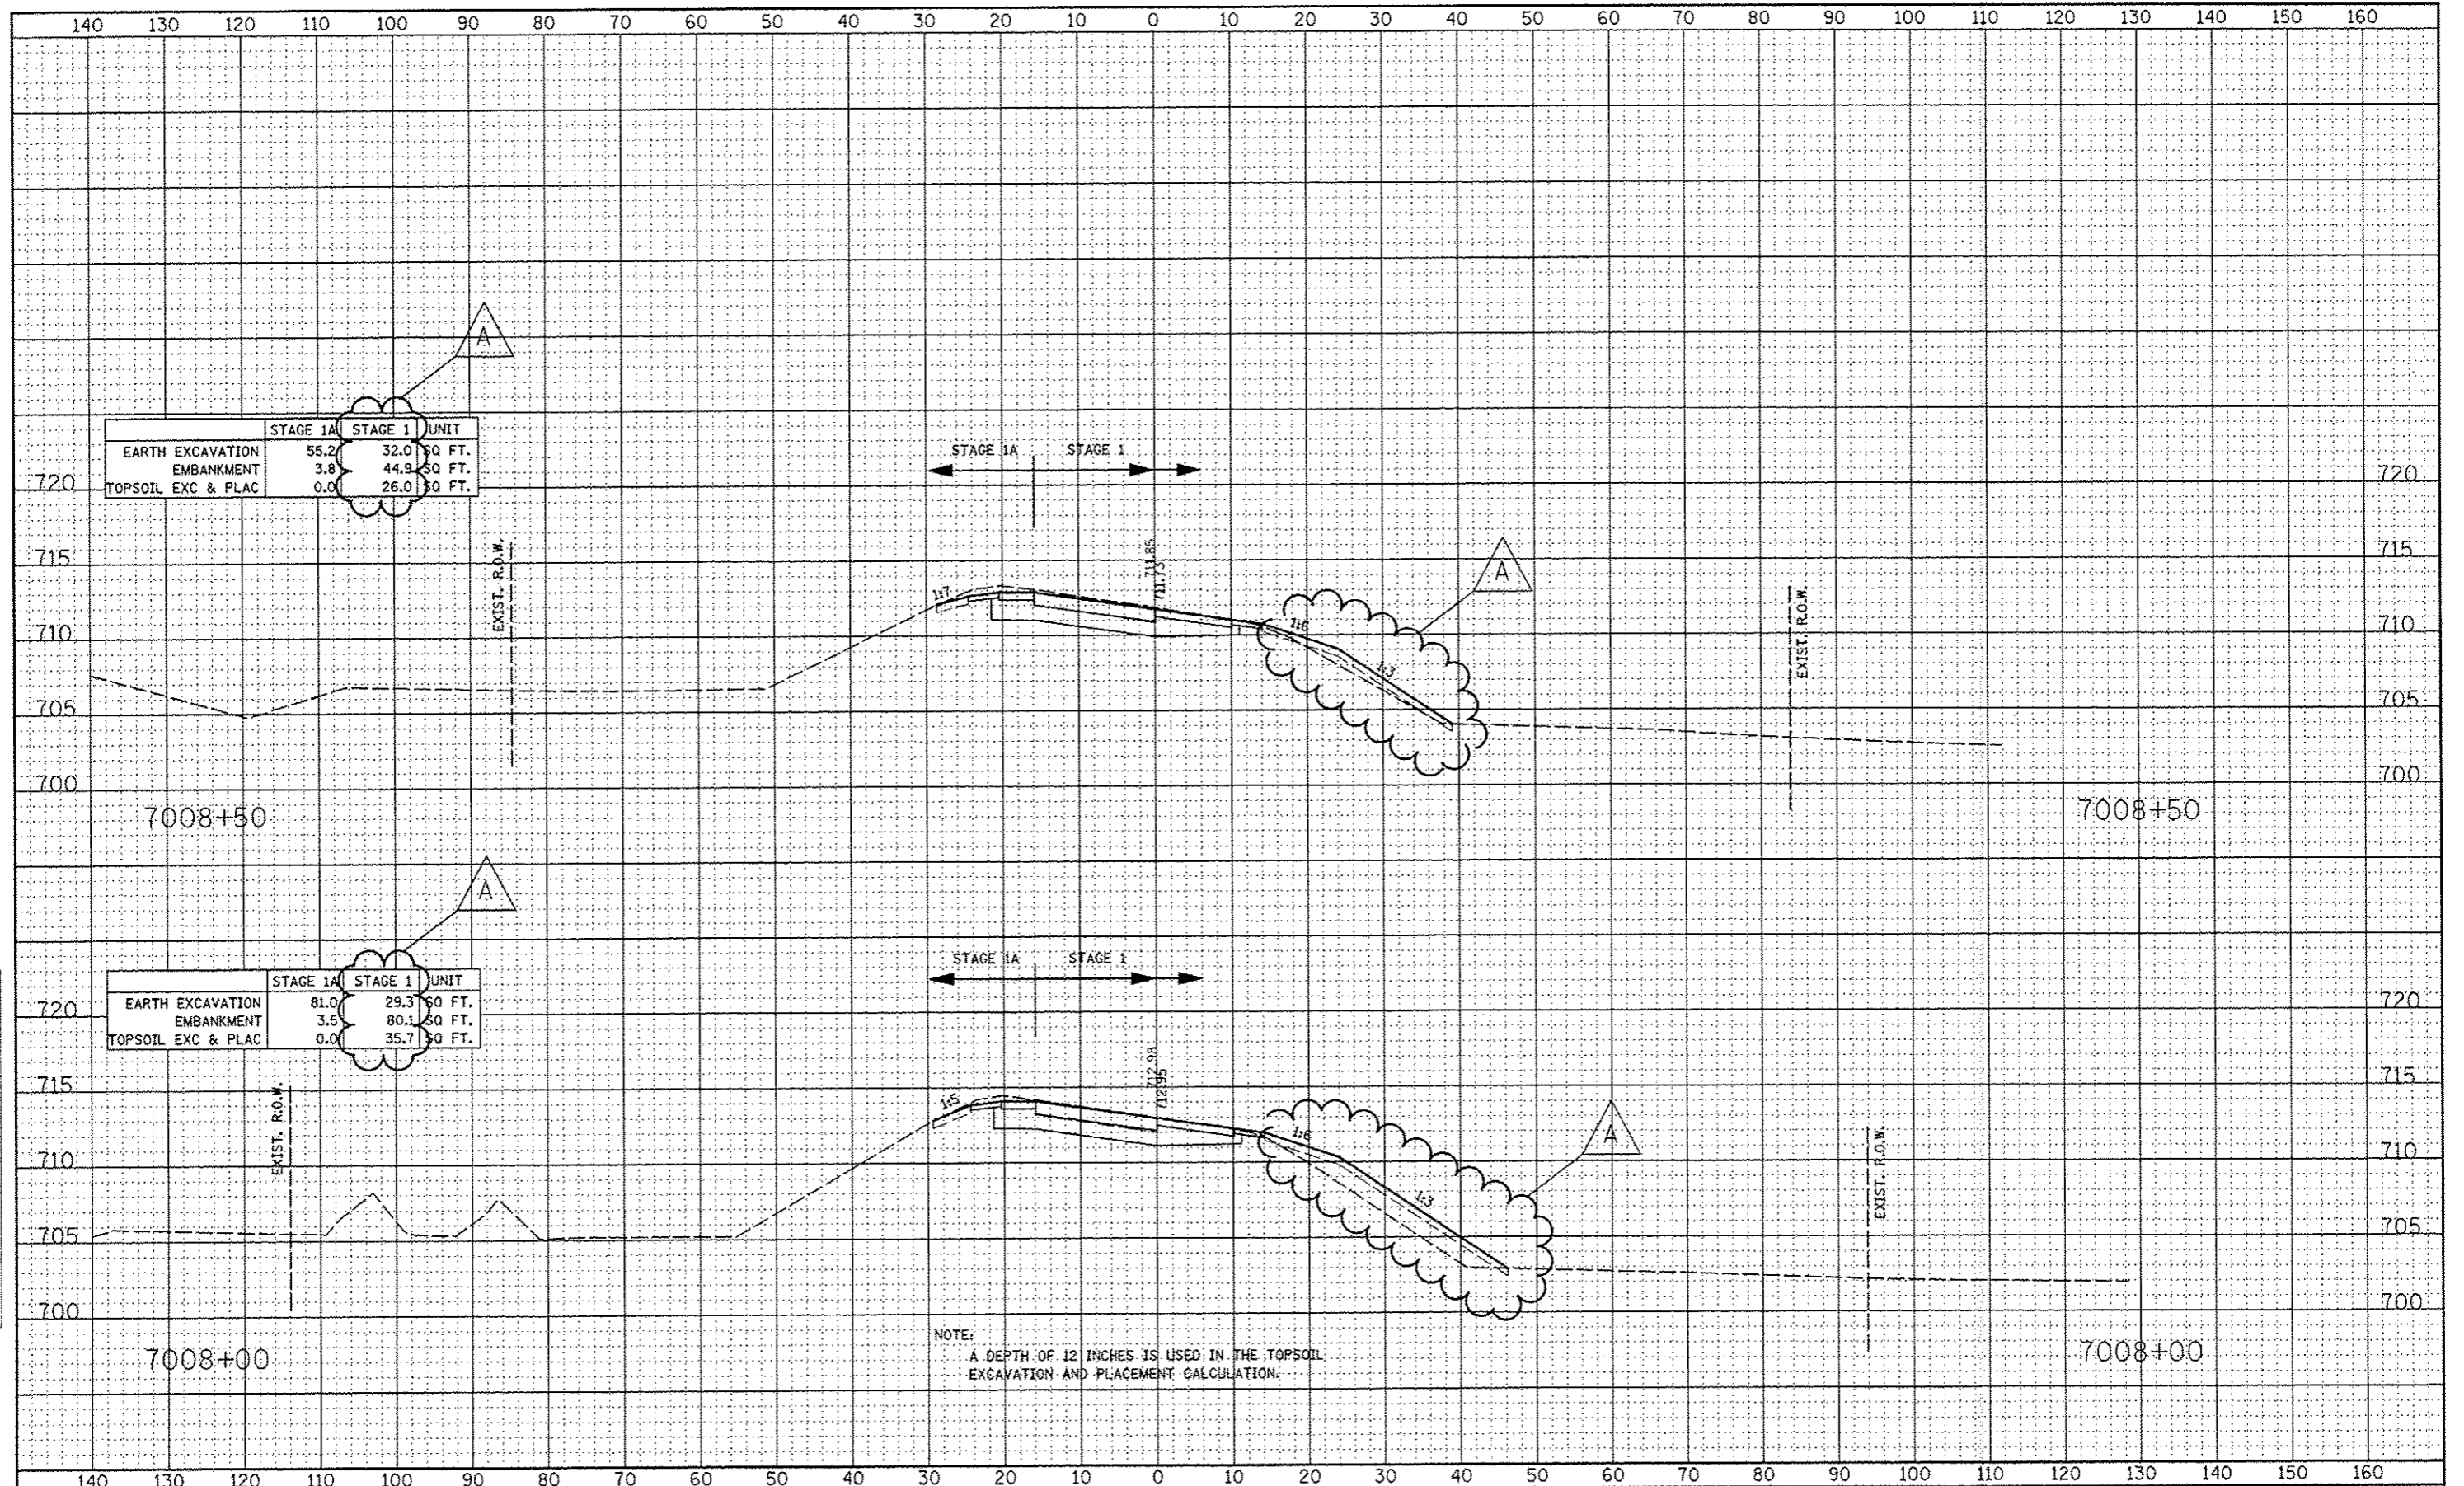 140 130 120 110 100 90 80 70 60 50 40 30 20 10 0 10 20 30 40 50 60 70 80 90 100 110 120 130 140 150 160
A
STAGE 1A STAGE 1 UNIT
EARTH EXCAVATION 55.2 32.0 SQ FT.
EMBANKMENT 3.8 44.9 SQ FT.
TOPSOIL EXC & PLAC 0.0 26.0 SQ FT.
STAGE 1A STAGE 1
720 720
715 715
EXIST. R.O.W.
711.85
711.73
A
EXIST. R.O.W.
1:7
1:6
1:3
710 710
705 705
700 700
7008+50 7008+50
A
STAGE 1A STAGE 1 UNIT
EARTH EXCAVATION 81.0 29.3 SQ FT.
EMBANKMENT 3.5 80.1 SQ FT.
TOPSOIL EXC & PLAC 0.0 35.7 SQ FT.
STAGE 1A STAGE 1
720 720
715 715
EXIST. R.O.W.
712.98
712.95
A
EXIST. R.O.W.
1:5
1:6
1:3
710 710
705 705
700 700
NOTE:
A DEPTH OF 12 INCHES IS USED IN THE TOPSOIL
EXCAVATION AND PLACEMENT CALCULATION.
7008+00 7008+00
140 130 120 110 100 90 80 70 60 50 40 30 20 10 0 10 20 30 40 50 60 70 80 90 100 110 120 130 140 150 160